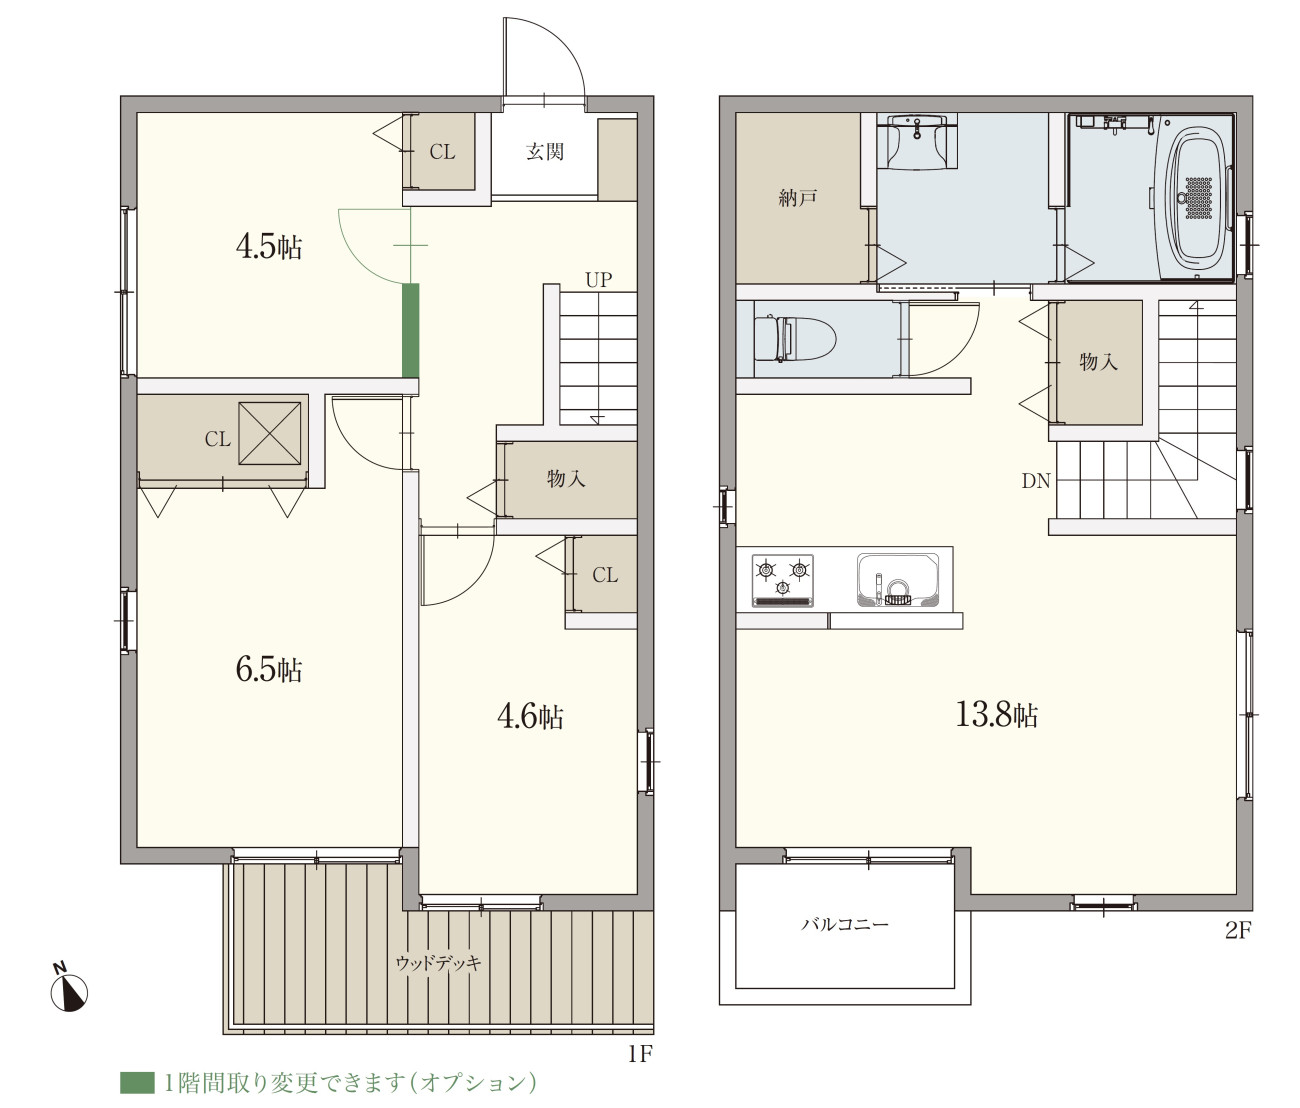 CL
玄関
4.5帖
UP
CL
物入
CL
6.5帖
4.6帖
ウッドデッキ
1F
納戸
物入
DN
13.8帖
バルコニー
2F
N
1階間取り変更できます（オプション）